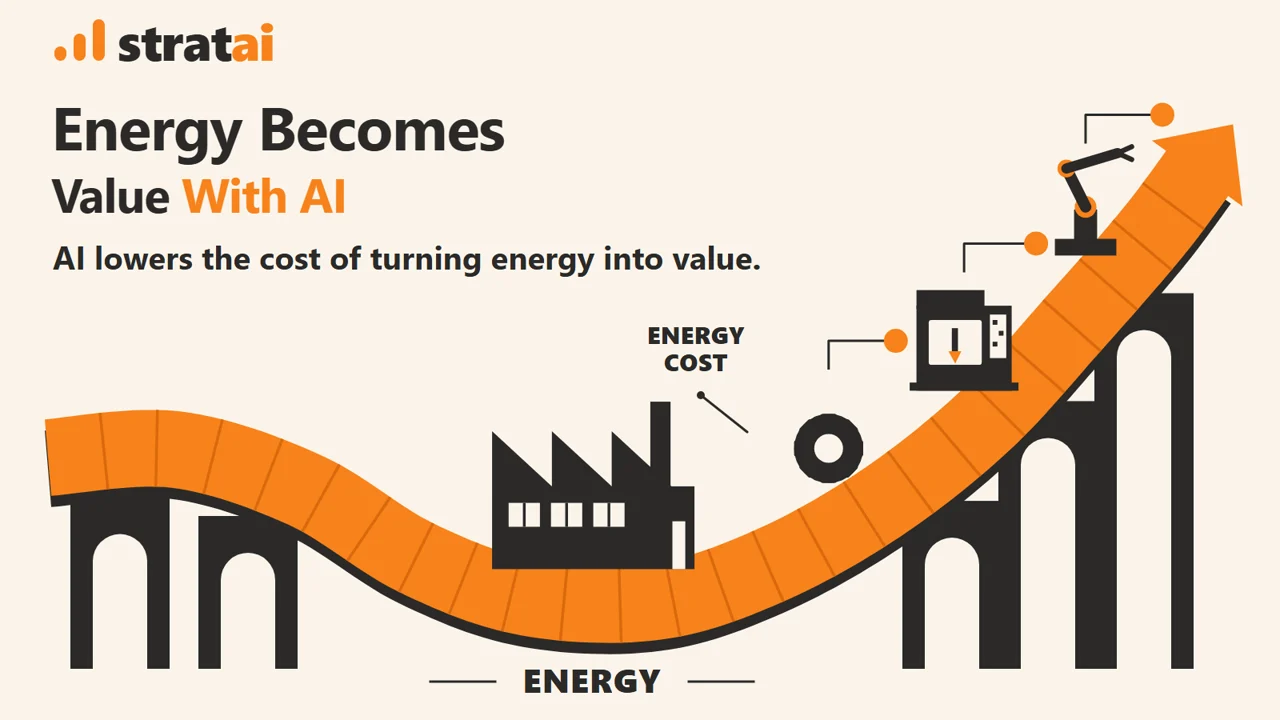 stratai
Energy Becomes
Value With AI
AI lowers the cost of turning energy into value.
ENERGY
COST
ENERGY